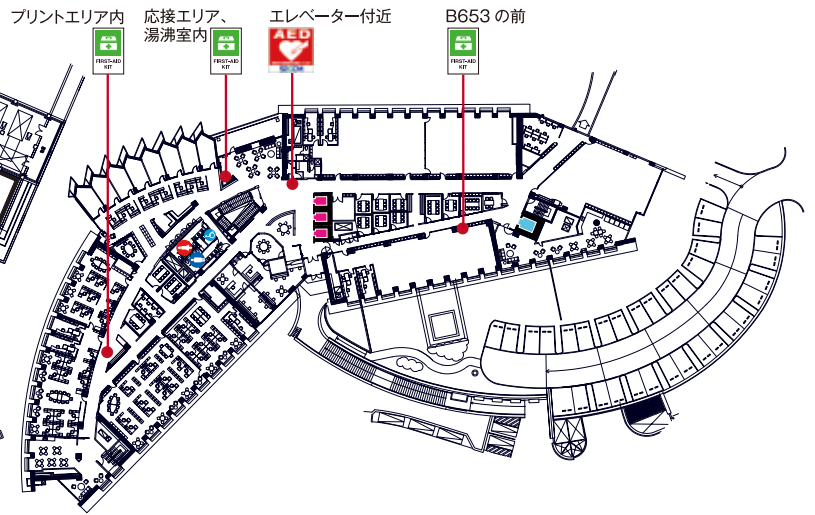 プリントエリア内
応接エリア、
湯沸室内
エレベーター付近
B653 の前
FIRST-AID
KIT
FIRST-AID
KIT
AED
FIRST-AID
KIT